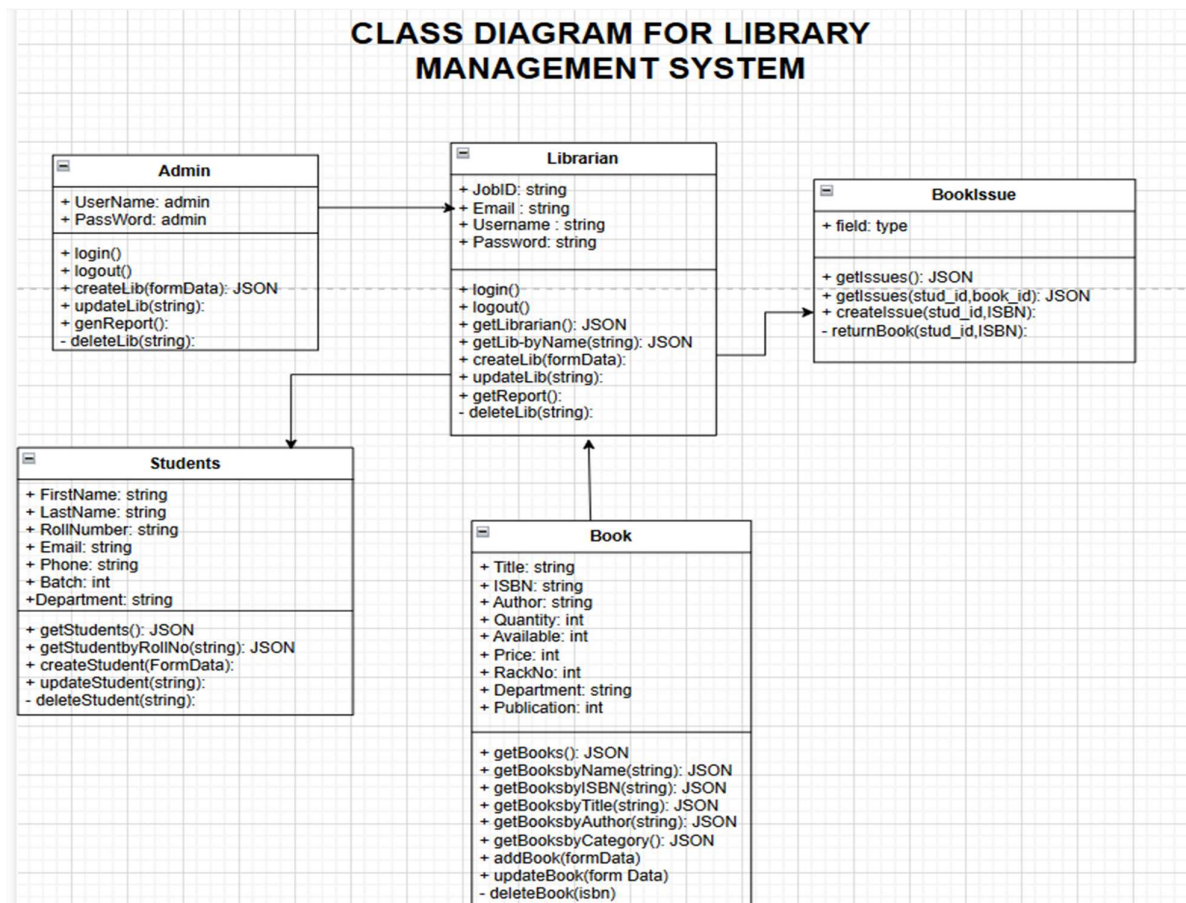 CLASS DIAGRAM FOR LIBRARY
MANAGEMENT SYSTEM
Admin
+ UserName: admin
+ PassWord: admin
+ login()
+ logout()
+ createLib(formData): JSON
+ updateLib(string):
+ genReport():
- deleteLib(string):
Librarian
+ JobID: string
+ Email : string
+ Username : string
+ Password: string
+ login()
+ logout()
+ getLibrarian(): JSON
+ getLib-byName(string): JSON
+ createLib(formData):
+ updateLib(string):
+ getReport():
- deleteLib(string):
BookIssue
+ field: type
+ getIssues(): JSON
+ getIssues(stud_id,book_id): JSON
+ createIssue(stud_id,ISBN):
- returnBook(stud_id,ISBN):
Students
+ FirstName: string
+ LastName: string
+ RollNumber: string
+ Email: string
+ Phone: string
+ Batch: int
+Department: string
+ getStudents(): JSON
+ getStudentbyRollNo(string): JSON
+ createStudent(FormData):
+ updateStudent(string):
- deleteStudent(string):
Book
+ Title: string
+ ISBN: string
+ Author: string
+ Quantity: int
+ Available: int
+ Price: int
+ RackNo: int
+ Department: string
+ Publication: int
+ getBooks(): JSON
+ getBooksbyName(string): JSON
+ getBooksbyISBN(string): JSON
+ getBooksbyTitle(string): JSON
+ getBooksbyAuthor(string): JSON
+ getBooksbyCategory(): JSON
+ addBook(formData)
+ updateBook(form Data)
- deleteBook(isbn)